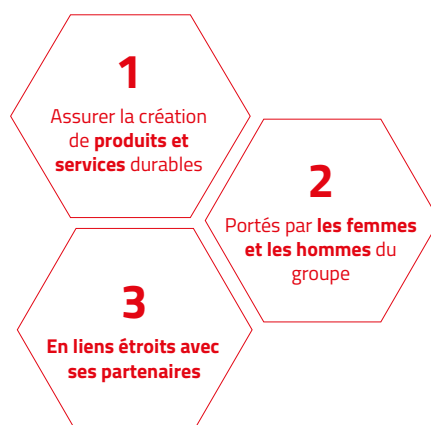 1
Assurer la création
de produits et
services durables
2
Portés par les femmes
et les hommes du
groupe
3
En liens étroits avec
ses partenaires